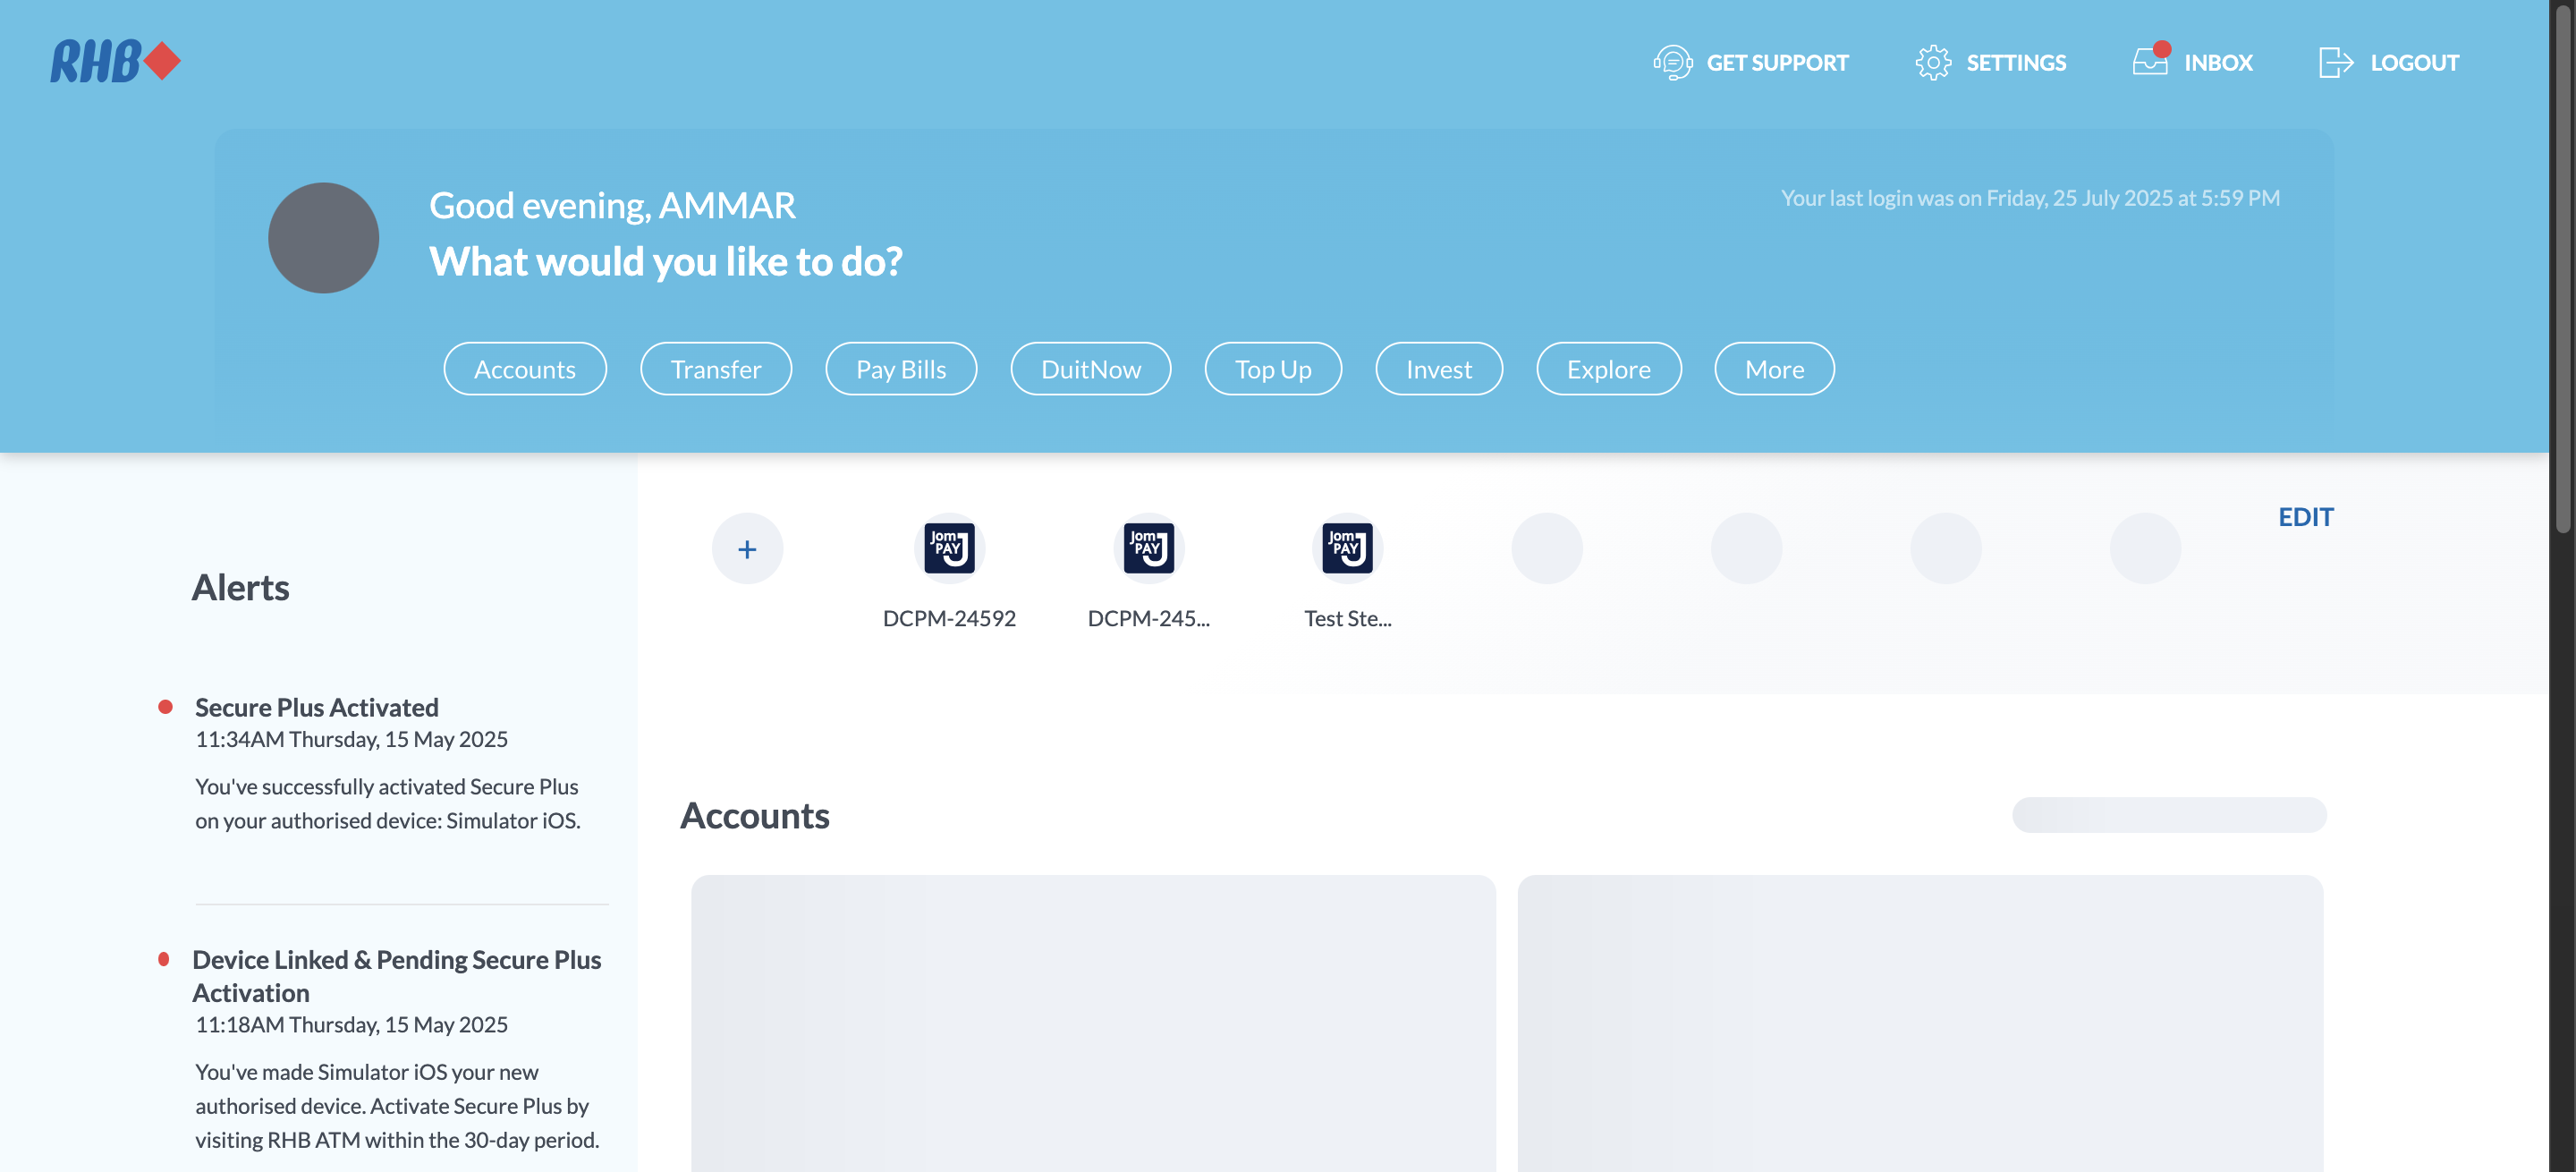 RHB
GET SUPPORT
SETTINGS
INBOX
LOGOUT
Good evening, AMMAR
Your last login was on Friday, 25 July 2025 at 5:59 PM
What would you like to do?
Accounts
Transfer
Pay Bills
DuitNow
Top Up
Invest
Explore
More
EDIT
+
Jom
PAY
Jom
PAY
Jom
PAY
DCPM-24592
DCPM-245...
Test Ste...
Alerts
Secure Plus Activated
11:34AM Thursday, 15 May 2025
You've successfully activated Secure Plus
on your authorised device: Simulator iOS.
Device Linked & Pending Secure Plus
Activation
11:18AM Thursday, 15 May 2025
You've made Simulator iOS your new
authorised device. Activate Secure Plus by
visiting RHB ATM within the 30-day period.
Accounts